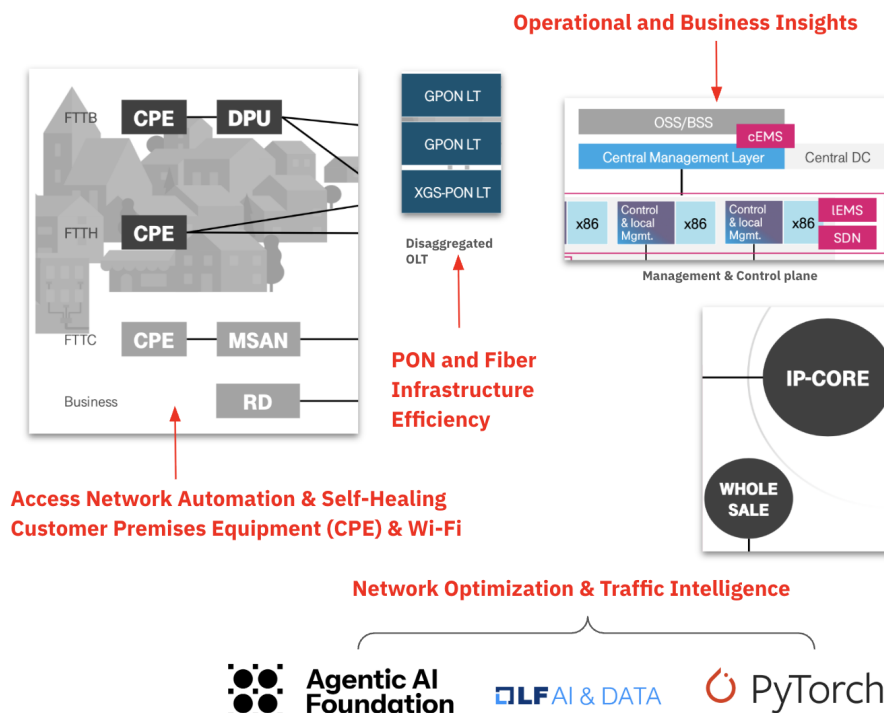 Operational and Business Insights
FTTB
CPE
DPU
FTTH
CPE
FTTC
CPE
MSAN
Business
RD
GPON LT
GPON LT
XGS-PON LT
Disaggregated
OLT
OSS/BSS
cEMS
Central Management Layer
Central DC
x86
Control
& local
Mgmt.
x86
Control
& local
Mgmt.
x86
lEMS
SDN
Management & Control plane
PON and Fiber
Infrastructure
Efficiency
IP-CORE
WHOLE
SALE
Access Network Automation & Self-Healing
Customer Premises Equipment (CPE) & Wi-Fi
Network Optimization & Traffic Intelligence
Agentic AI
Foundation
LF AI & DATA
PyTorch